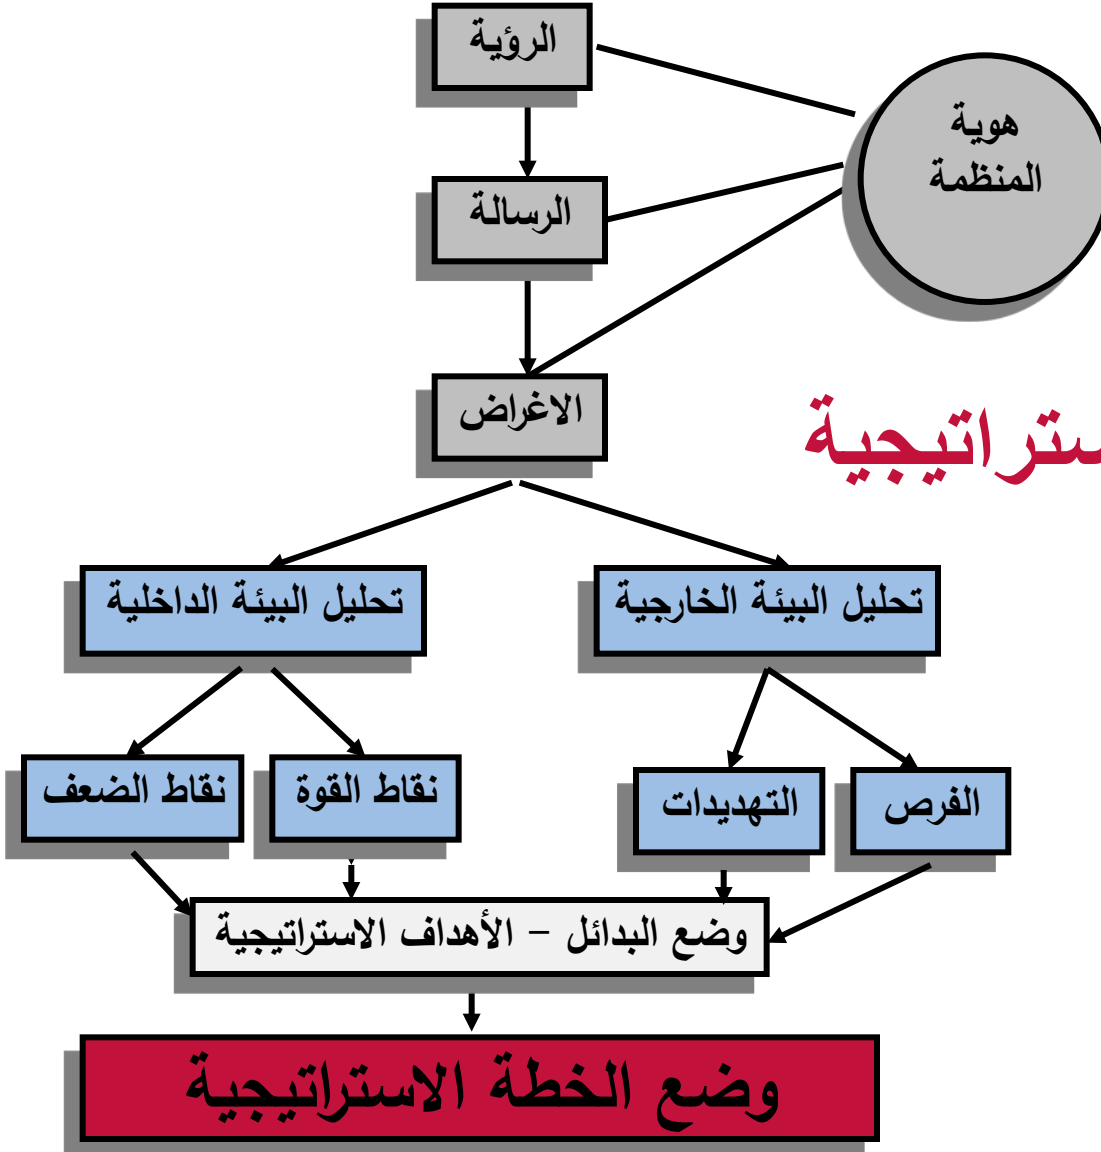 الرؤية
هوية
المنظمة
الرسالة
الاغراض
ستراتيجية
تحليل البيئة الخارجية
تحليل البيئة الداخلية
الفرص
التهديدات
نقاط القوة
نقاط الضعف
وضع البدائل – الأهداف الاستراتيجية
وضع الخطة الاستراتيجية